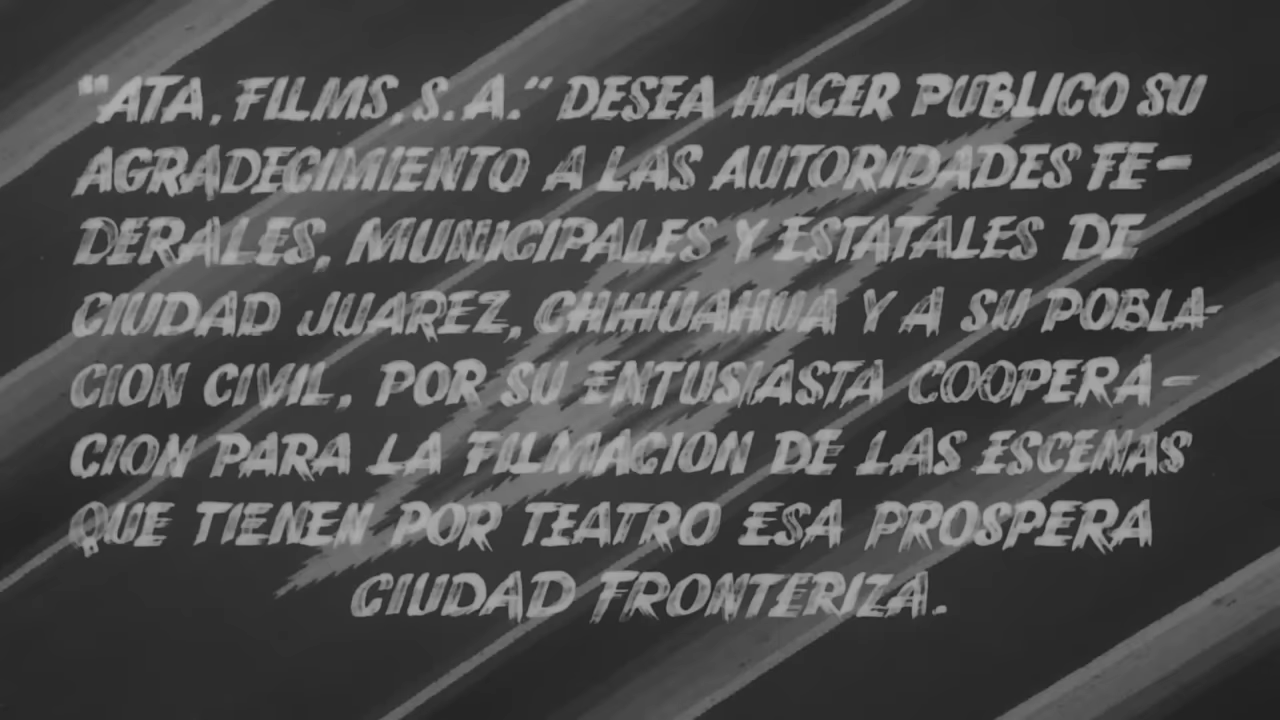 "ATA, FILMS, S.A." DESEA HACER PUBLICO SU
AGRADECIMIENTO A LAS AUTORIDADES FE-
DERALES, MUNICIPALES Y ESTATALES DE
CIUDAD JUAREZ, CHIHUAHUA Y A SU POBLA-
CION CIVIL, POR SU ENTUSIASTA COOPERA-
CION PARA LA FILMACION DE LAS ESCENAS
QUE TIENEN POR TEATRO ESA PROSPERA
CIUDAD FRONTERIZA.